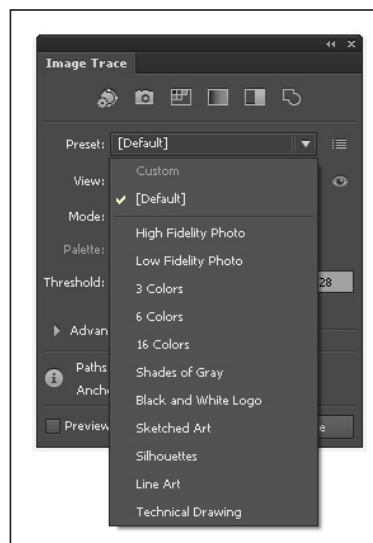 Image Trace
Preset: [Default]
Custom
View:
[Default]
Mode:
High Fidelity Photo
Palette:
Low Fidelity Photo
Threshold:
3 Colors
28
6 Colors
16 Colors
Shades of Gray
Paths
Black and White Logo
Preview
Sketched Art
Silhouettes
Line Art
Technical Drawing